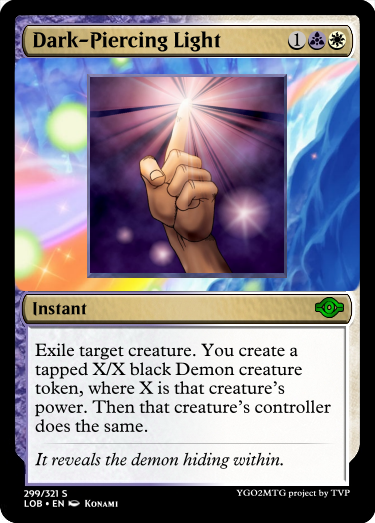 Dark-Piercing Light 1
Instant
Exile target creature. You create a
tapped X/X black Demon creature
token, where X is that creature's
power. Then that creature's controller
does the same.
It reveals the demon hiding within.
299/321 S
LOB • EN Konami
YGO2MTG project by TVP